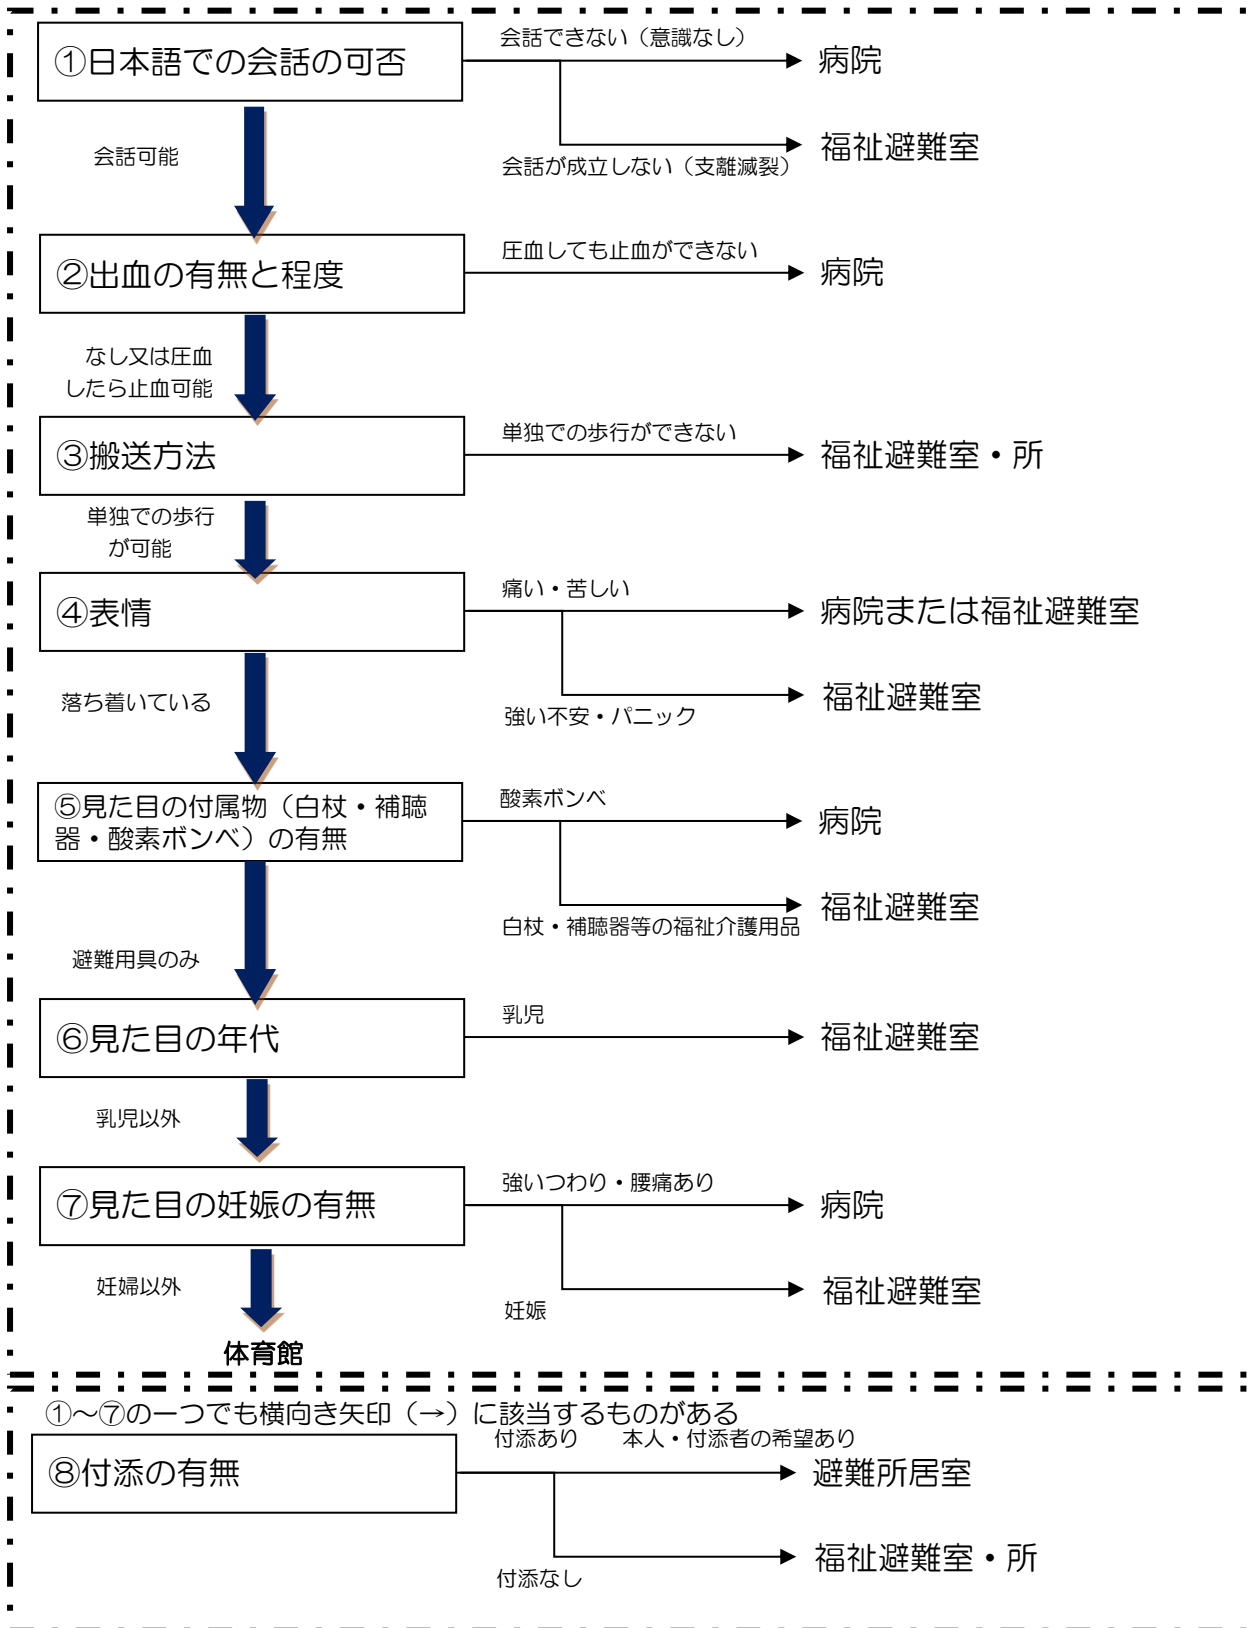 会話できない（意識なし）
①日本語での会話の可否
病院
会話可能
福祉避難室
会話が成立しない（支離滅裂）
圧血しても止血ができない
②出血の有無と程度
病院
なし又は圧血
したら止血可能
単独での歩行ができない
③搬送方法
福祉避難室・所
単独での歩行
が可能
痛い・苦しい
④表情
病院または福祉避難室
落ち着いている
福祉避難室
強い不安・パニック
酸素ボンベ
⑤見た目の付属物（白杖・補聴
器・酸素ボンベ）の有無
病院
福祉避難室
白杖・補聴器等の福祉介護用品
避難用具のみ
乳児
⑥見た目の年代
福祉避難室
乳児以外
強いつわり・腰痛あり
⑦見た目の妊娠の有無
病院
妊婦以外
福祉避難室
妊娠
体育館
①～⑦の一つでも横向き矢印（→）に該当するものがある
付添あり　本人・付添者の希望あり
⑧付添の有無
避難所居室
福祉避難室・所
付添なし